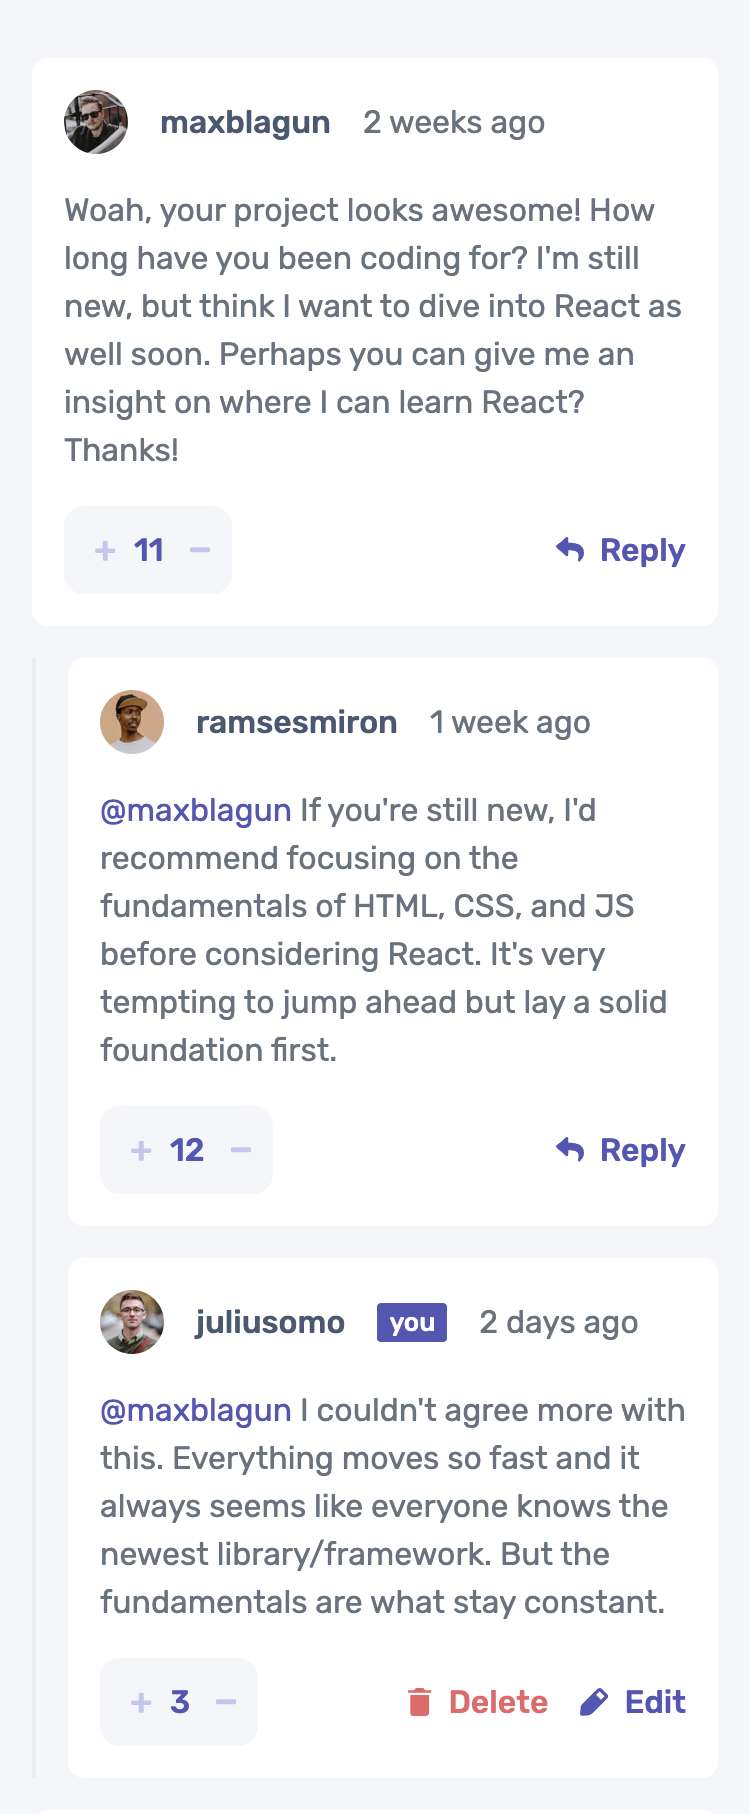 maxblagun 2 weeks ago
Woah, your project looks awesome! How
long have you been coding for? I'm still
new, but think I want to dive into React as
well soon. Perhaps you can give me an
insight on where I can learn React?
Thanks!
+ 11 − Reply
ramsesmiron 1 week ago
@maxblagun If you're still new, I'd
recommend focusing on the
fundamentals of HTML, CSS, and JS
before considering React. It's very
tempting to jump ahead but lay a solid
foundation first.
+ 12 − Reply
juliusomo you 2 days ago
@maxblagun I couldn't agree more with
this. Everything moves so fast and it
always seems like everyone knows the
newest library/framework. But the
fundamentals are what stay constant.
+ 3 − Delete Edit